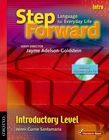 Intro
Step Forward
Language for Everyday Life
SERIES DIRECTOR
Jayme Adelson-Goldstein
OXFORD
Introductory Level
Jenni Currie Santamaria